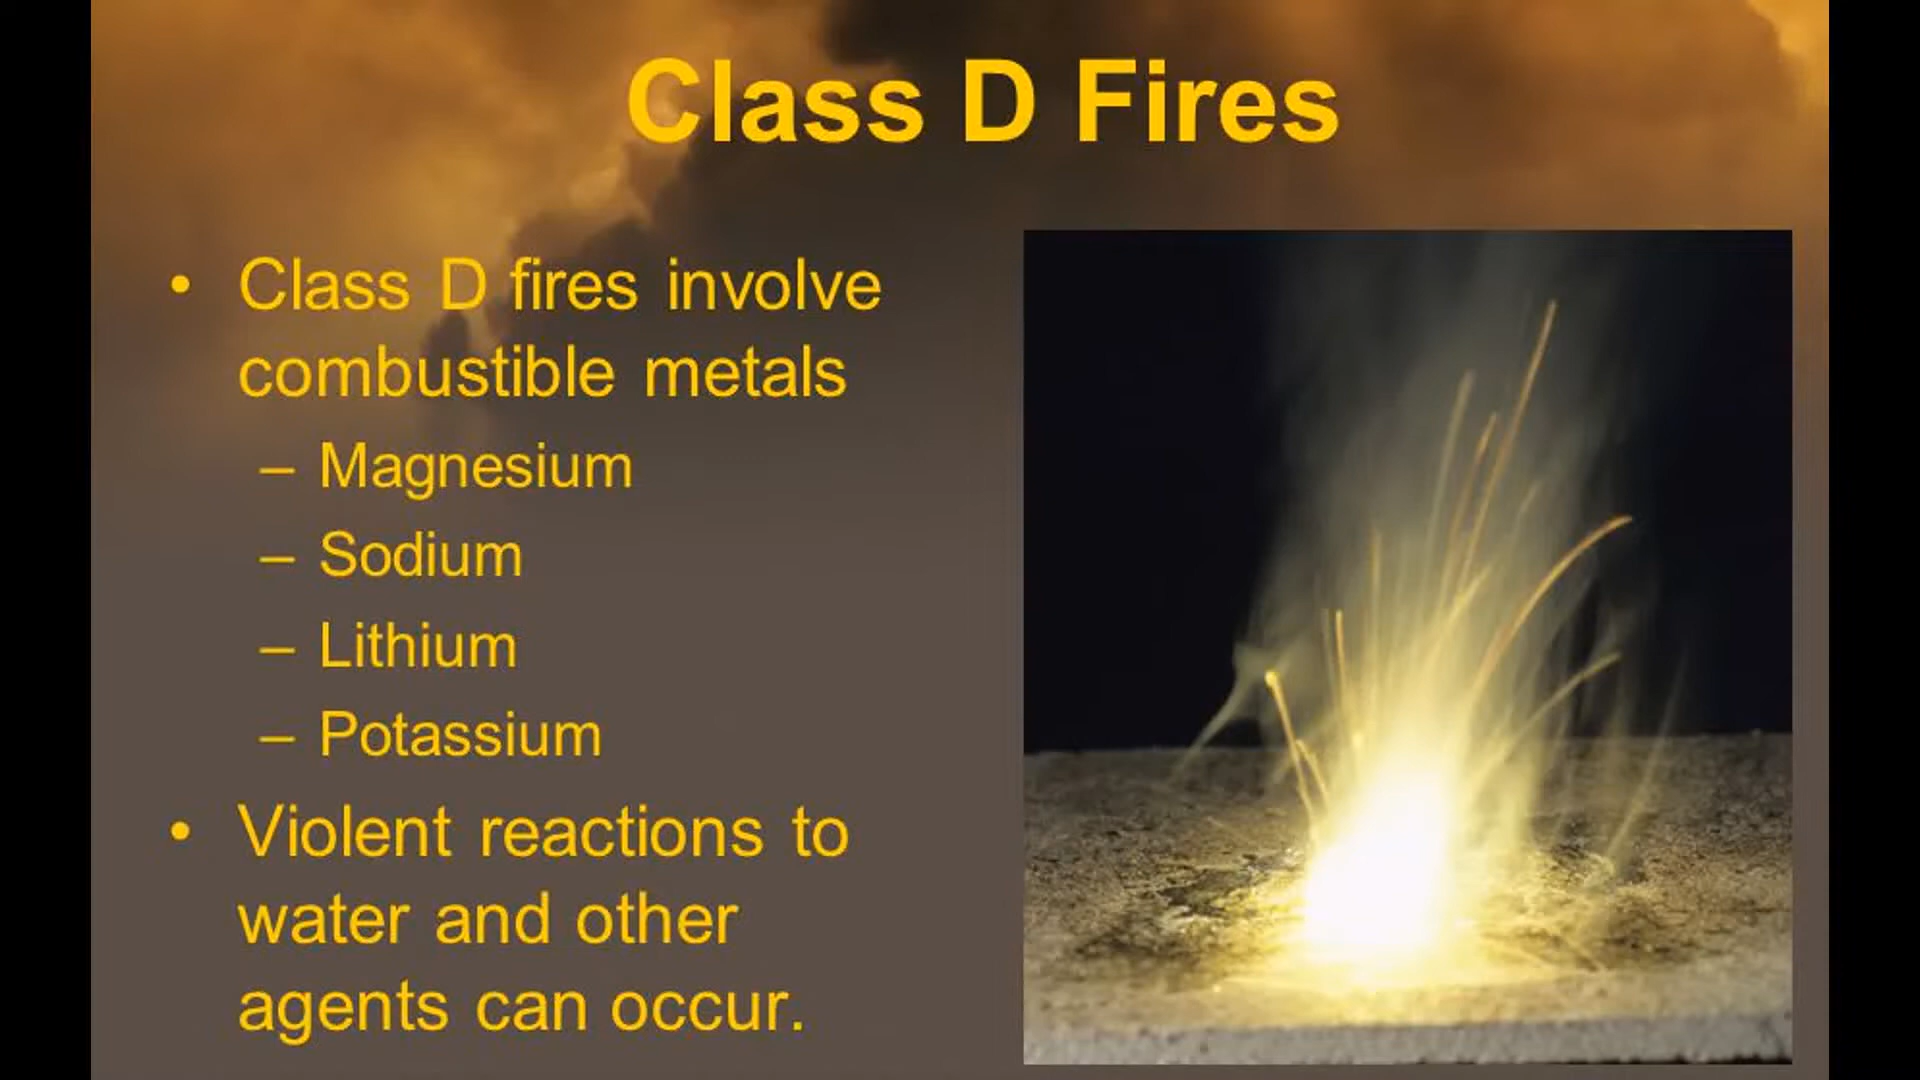 Class D Fires
• Class D fires involve
combustible metals
– Magnesium
– Sodium
– Lithium
– Potassium
• Violent reactions to
water and other
agents can occur.